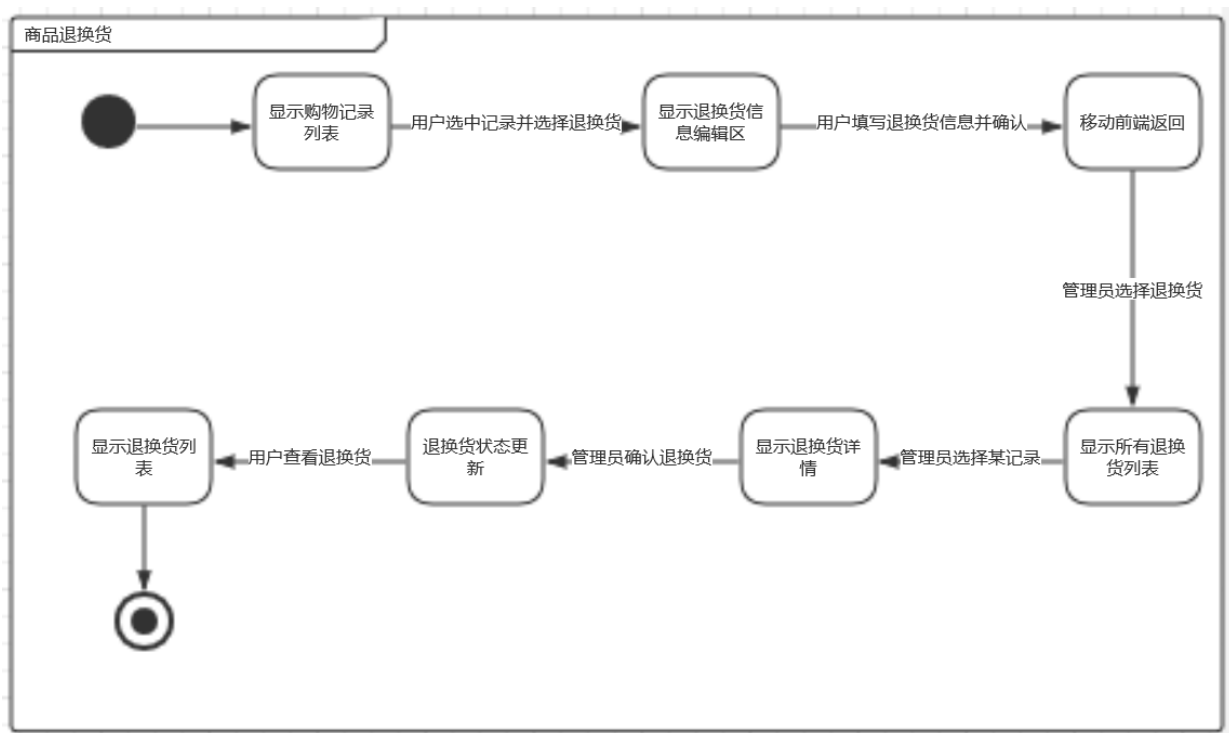 商品退换货
显示购物记录
列表
用户选中记录并选择退换货
显示退换货信
息编辑区
用户填写退换货信息并确认
移动前端返回
管理员选择退换货
显示所有退换
货列表
管理员选择某记录
显示退换货详
情
管理员确认退换货
退换货状态更
新
用户查看退换货
显示退换货列
表